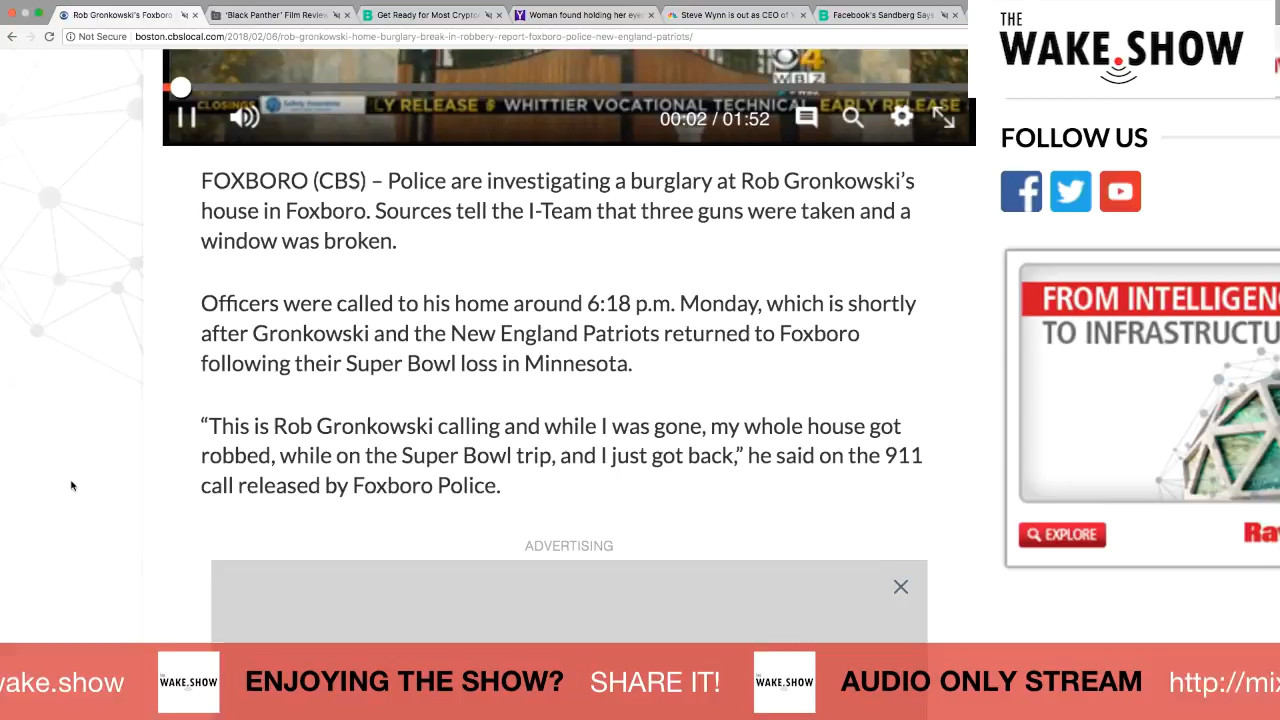 Rob Gronkowski's Foxboro
'Black Panther' Film Review
Get Ready for Most Crypto
Woman found holding her eye
Steve Wynn is out as CEO of
Facebook's Sandberg Says
Not Secure
boston.cbslocal.com/2018/02/06/rob-gronkowski-home-burglary-break-in-robbery-report-foxboro-police-new-england-patriots/
THE
WAKE.SHOW
4
WBZ
CLOSINGS
LY RELEASE
WHITTIER VOCATIONAL TECHNICAL
EARLY RELEASE
00:02 / 01:52
FOLLOW US
FOXBORO (CBS) – Police are investigating a burglary at Rob Gronkowski's
house in Foxboro. Sources tell the I-Team that three guns were taken and a
window was broken.
Officers were called to his home around 6:18 p.m. Monday, which is shortly
after Gronkowski and the New England Patriots returned to Foxboro
following their Super Bowl loss in Minnesota.
“This is Rob Gronkowski calling and while I was gone, my whole house got
robbed, while on the Super Bowl trip, and I just got back,” he said on the 911
call released by Foxboro Police.
FROM INTELLIGENC
TO INFRASTRUCTU
EXPLORE
Ra
ADVERTISING
wake.show
THE
WAKE.SHOW
ENJOYING THE SHOW?
SHARE IT!
THE
WAKE.SHOW
AUDIO ONLY STREAM
http://mix